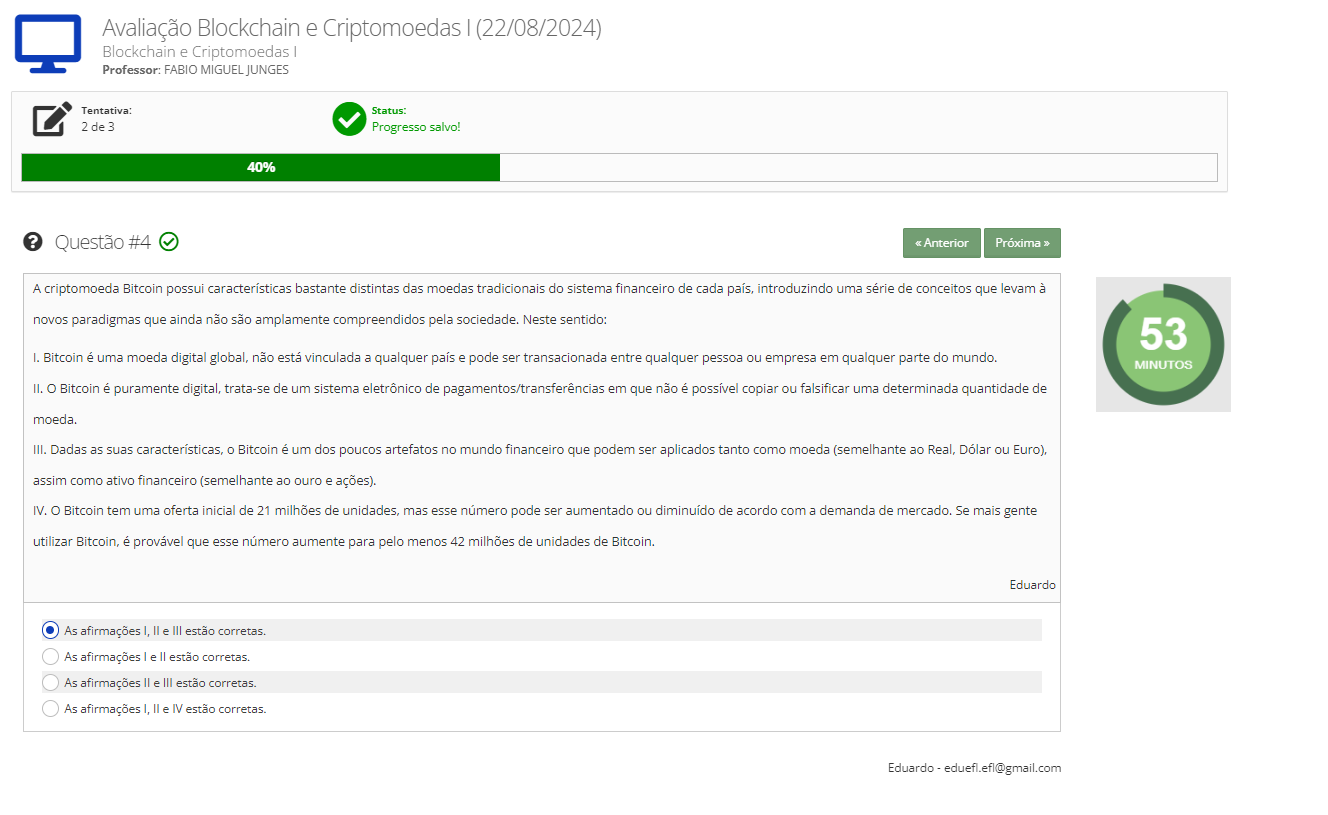 Avaliação Blockchain e Criptomoedas I (22/08/2024)
Blockchain e Criptomoedas I
Professor: FABIO MIGUEL JUNGES
Tentativa:
2 de 3
Status:
Progresso salvo!
40%
Questão #4
« Anterior
Próxima »
A criptomoeda Bitcoin possui características bastante distintas das moedas tradicionais do sistema financeiro de cada país, introduzindo uma série de conceitos que levam à
novos paradigmas que ainda não são amplamente compreendidos pela sociedade. Neste sentido:
I. Bitcoin é uma moeda digital global, não está vinculada a qualquer país e pode ser transacionada entre qualquer pessoa ou empresa em qualquer parte do mundo.
II. O Bitcoin é puramente digital, trata-se de um sistema eletrônico de pagamentos/transferências em que não é possível copiar ou falsificar uma determinada quantidade de
moeda.
III. Dadas as suas características, o Bitcoin é um dos poucos artefatos no mundo financeiro que podem ser aplicados tanto como moeda (semelhante ao Real, Dólar ou Euro),
assim como ativo financeiro (semelhante ao ouro e ações).
IV. O Bitcoin tem uma oferta inicial de 21 milhões de unidades, mas esse número pode ser aumentado ou diminuído de acordo com a demanda de mercado. Se mais gente
utilizar Bitcoin, é provável que esse número aumente para pelo menos 42 milhões de unidades de Bitcoin.
Eduardo
53
MINUTOS
As afirmações I, II e III estão corretas.
As afirmações I e II estão corretas.
As afirmações II e III estão corretas.
As afirmações I, II e IV estão corretas.
Eduardo - eduefl.efl@gmail.com